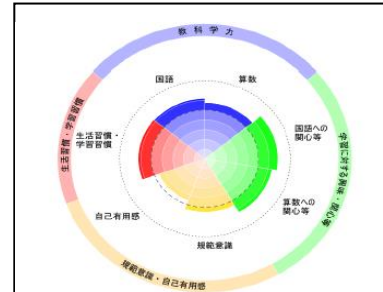 教科学力
国語
算数
生活習慣・
学習習慣
国語への
関心等
算数への
関心等
自己有用感
規範意識
生活習慣・学習習慣
学習に対する興味・関心等
規範意識・自己有用感